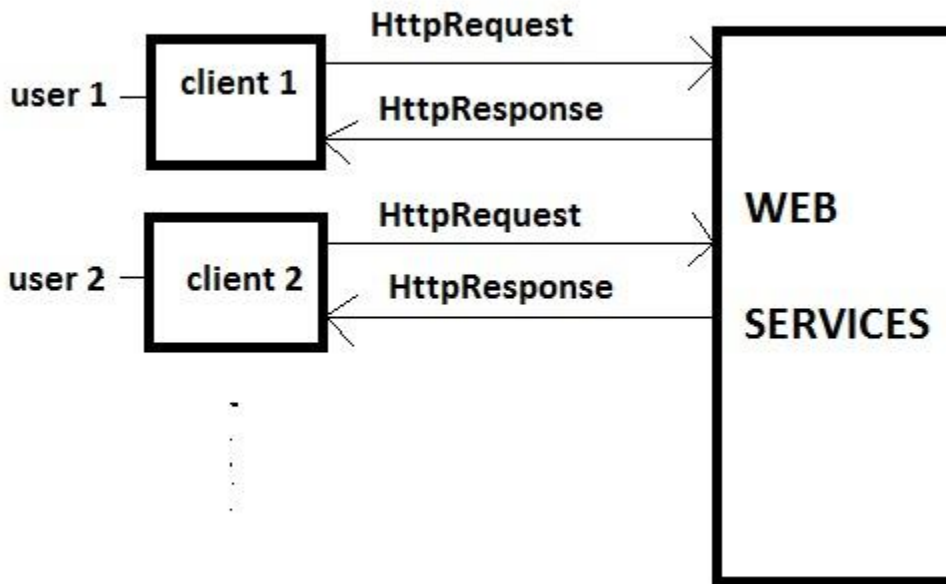 HttpRequest
user 1
client 1
HttpResponse
HttpRequest
user 2
client 2
HttpResponse
WEB
SERVICES